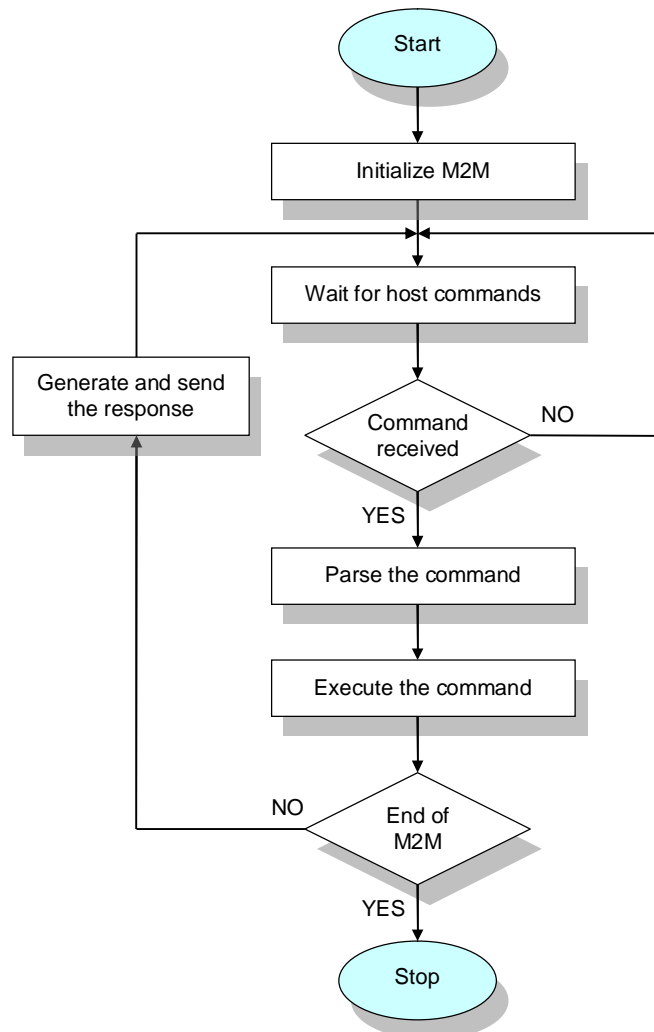 Start
Initialize M2M
Wait for host commands
Generate and send
the response
Command
received
NO
YES
Parse the command
Execute the command
NO
End of
M2M
YES
Stop